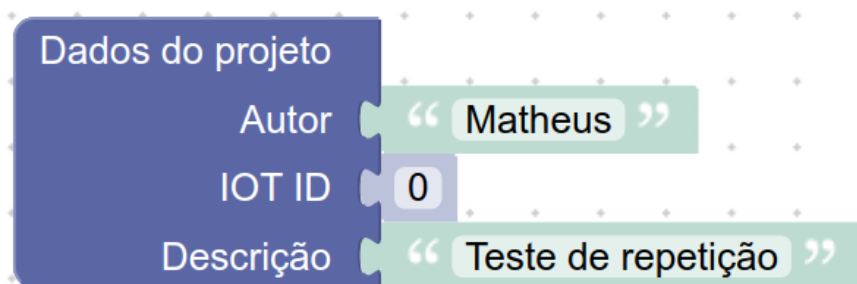 Dados do projeto
Autor “ Matheus ”
IOT ID 0
Descrição “ Teste de repetição ”